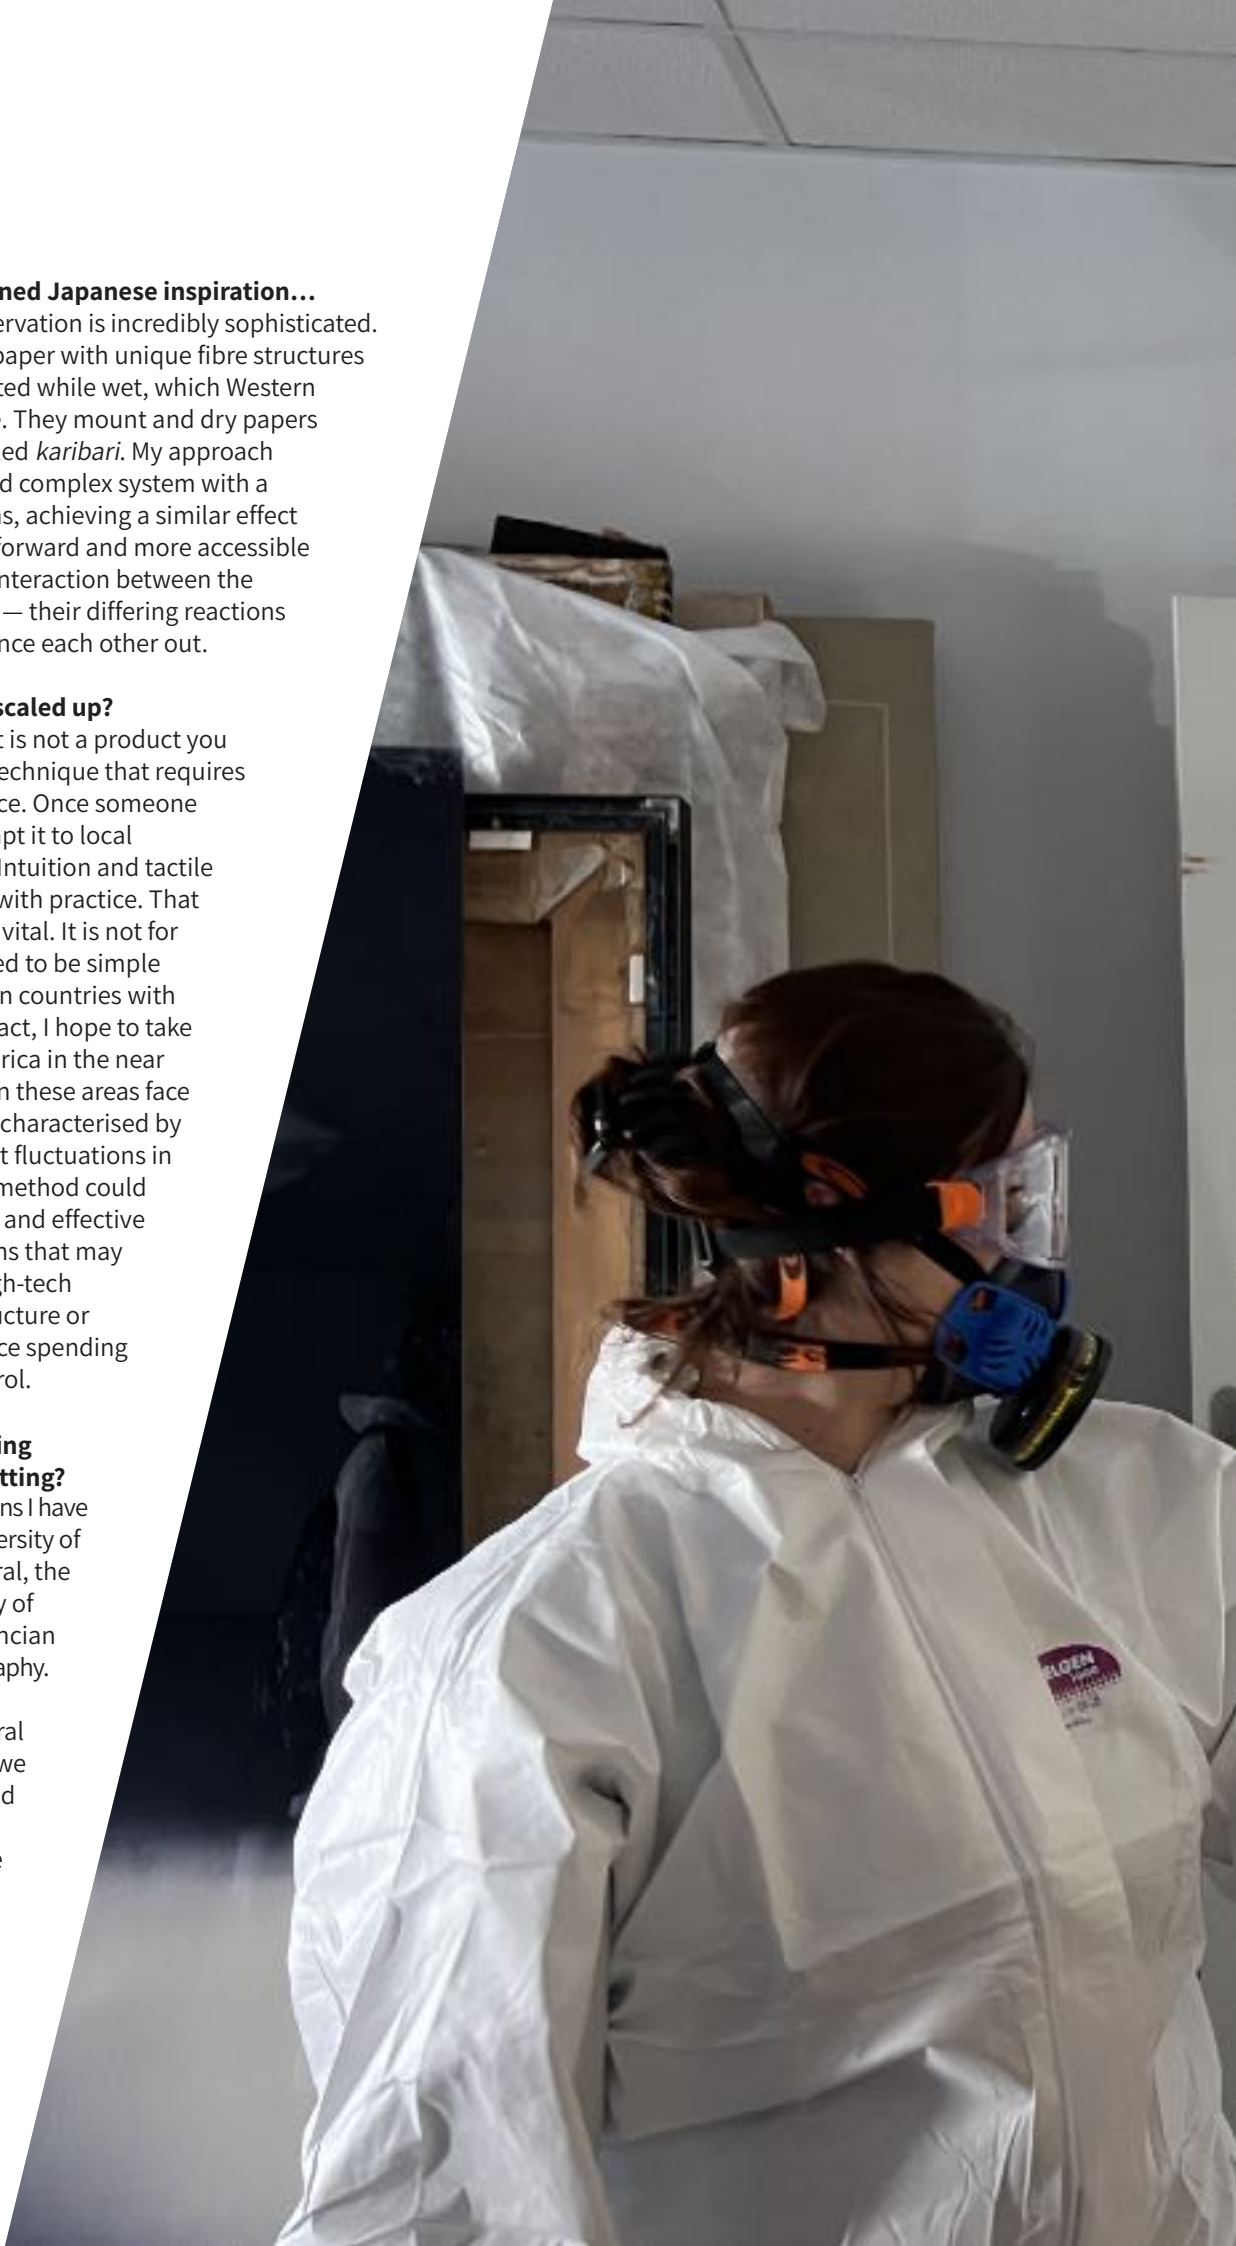 ned Japanese inspiration…
ervation is incredibly sophisticated.
paper with unique fibre structures
ted while wet, which Western
. They mount and dry papers
ed karibari. My approach
d complex system with a
s, achieving a similar effect
forward and more accessible
nteraction between the
— their differing reactions
nce each other out.
scaled up?
t is not a product you
echnique that requires
ce. Once someone
pt it to local
Intuition and tactile
with practice. That
vital. It is not for
ed to be simple
n countries with
act, I hope to take
rica in the near
n these areas face
characterised by
t fluctuations in
method could
and effective
ns that may
gh-tech
ucture or
ce spending
rol.
ing
tting?
ns I have
ersity of
ral, the
y of
ncian
aphy.
ral
we
d
e
ELGEN